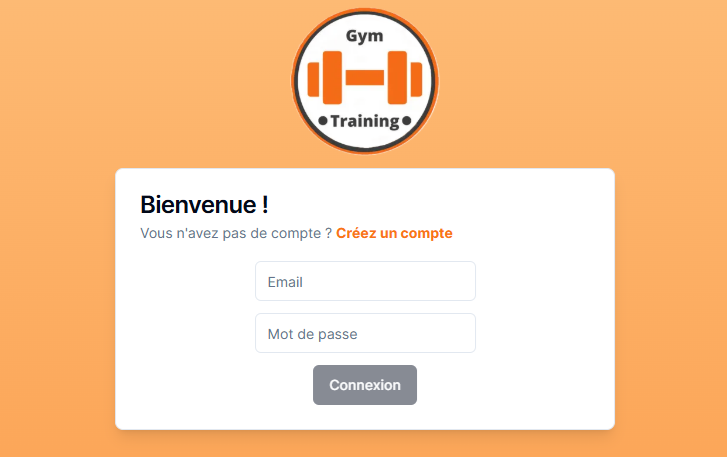 Gym
Training
Bienvenue !
Vous n'avez pas de compte ? Créez un compte
Email
Mot de passe
Connexion